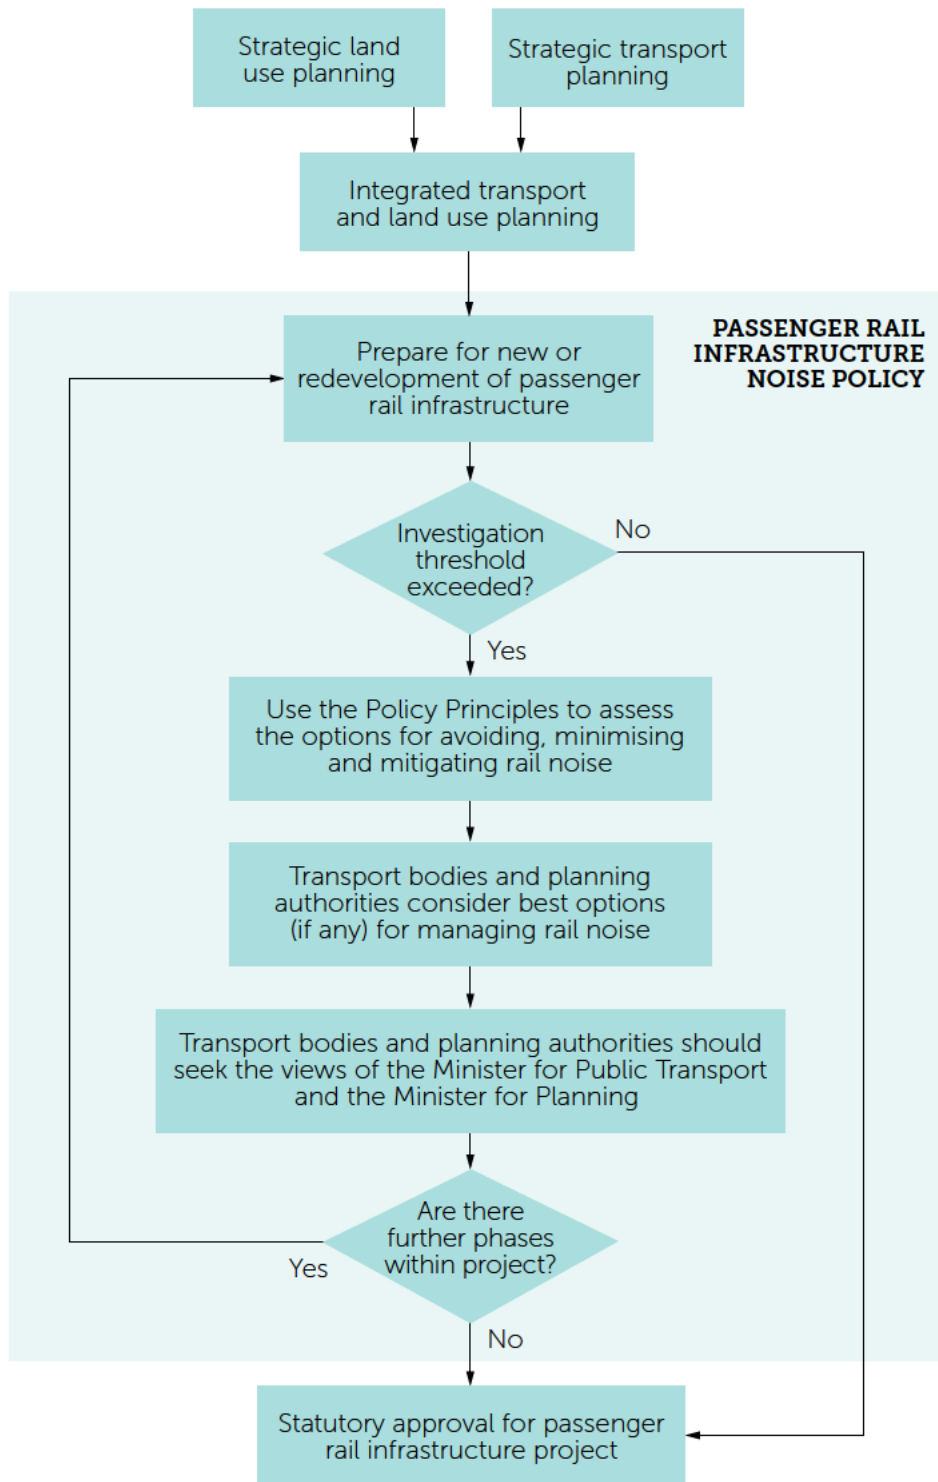 Strategic land
use planning
Strategic transport
planning
Integrated transport
and land use planning
PASSENGER RAIL
INFRASTRUCTURE
NOISE POLICY
Prepare for new or
redevelopment of passenger
rail infrastructure
Investigation
threshold
exceeded?
No
Yes
Use the Policy Principles to assess
the options for avoiding, minimising
and mitigating rail noise
Transport bodies and planning
authorities consider best options
(if any) for managing rail noise
Transport bodies and planning authorities should
seek the views of the Minister for Public Transport
and the Minister for Planning
Are there
further phases
within project?
Yes
No
Statutory approval for passenger
rail infrastructure project